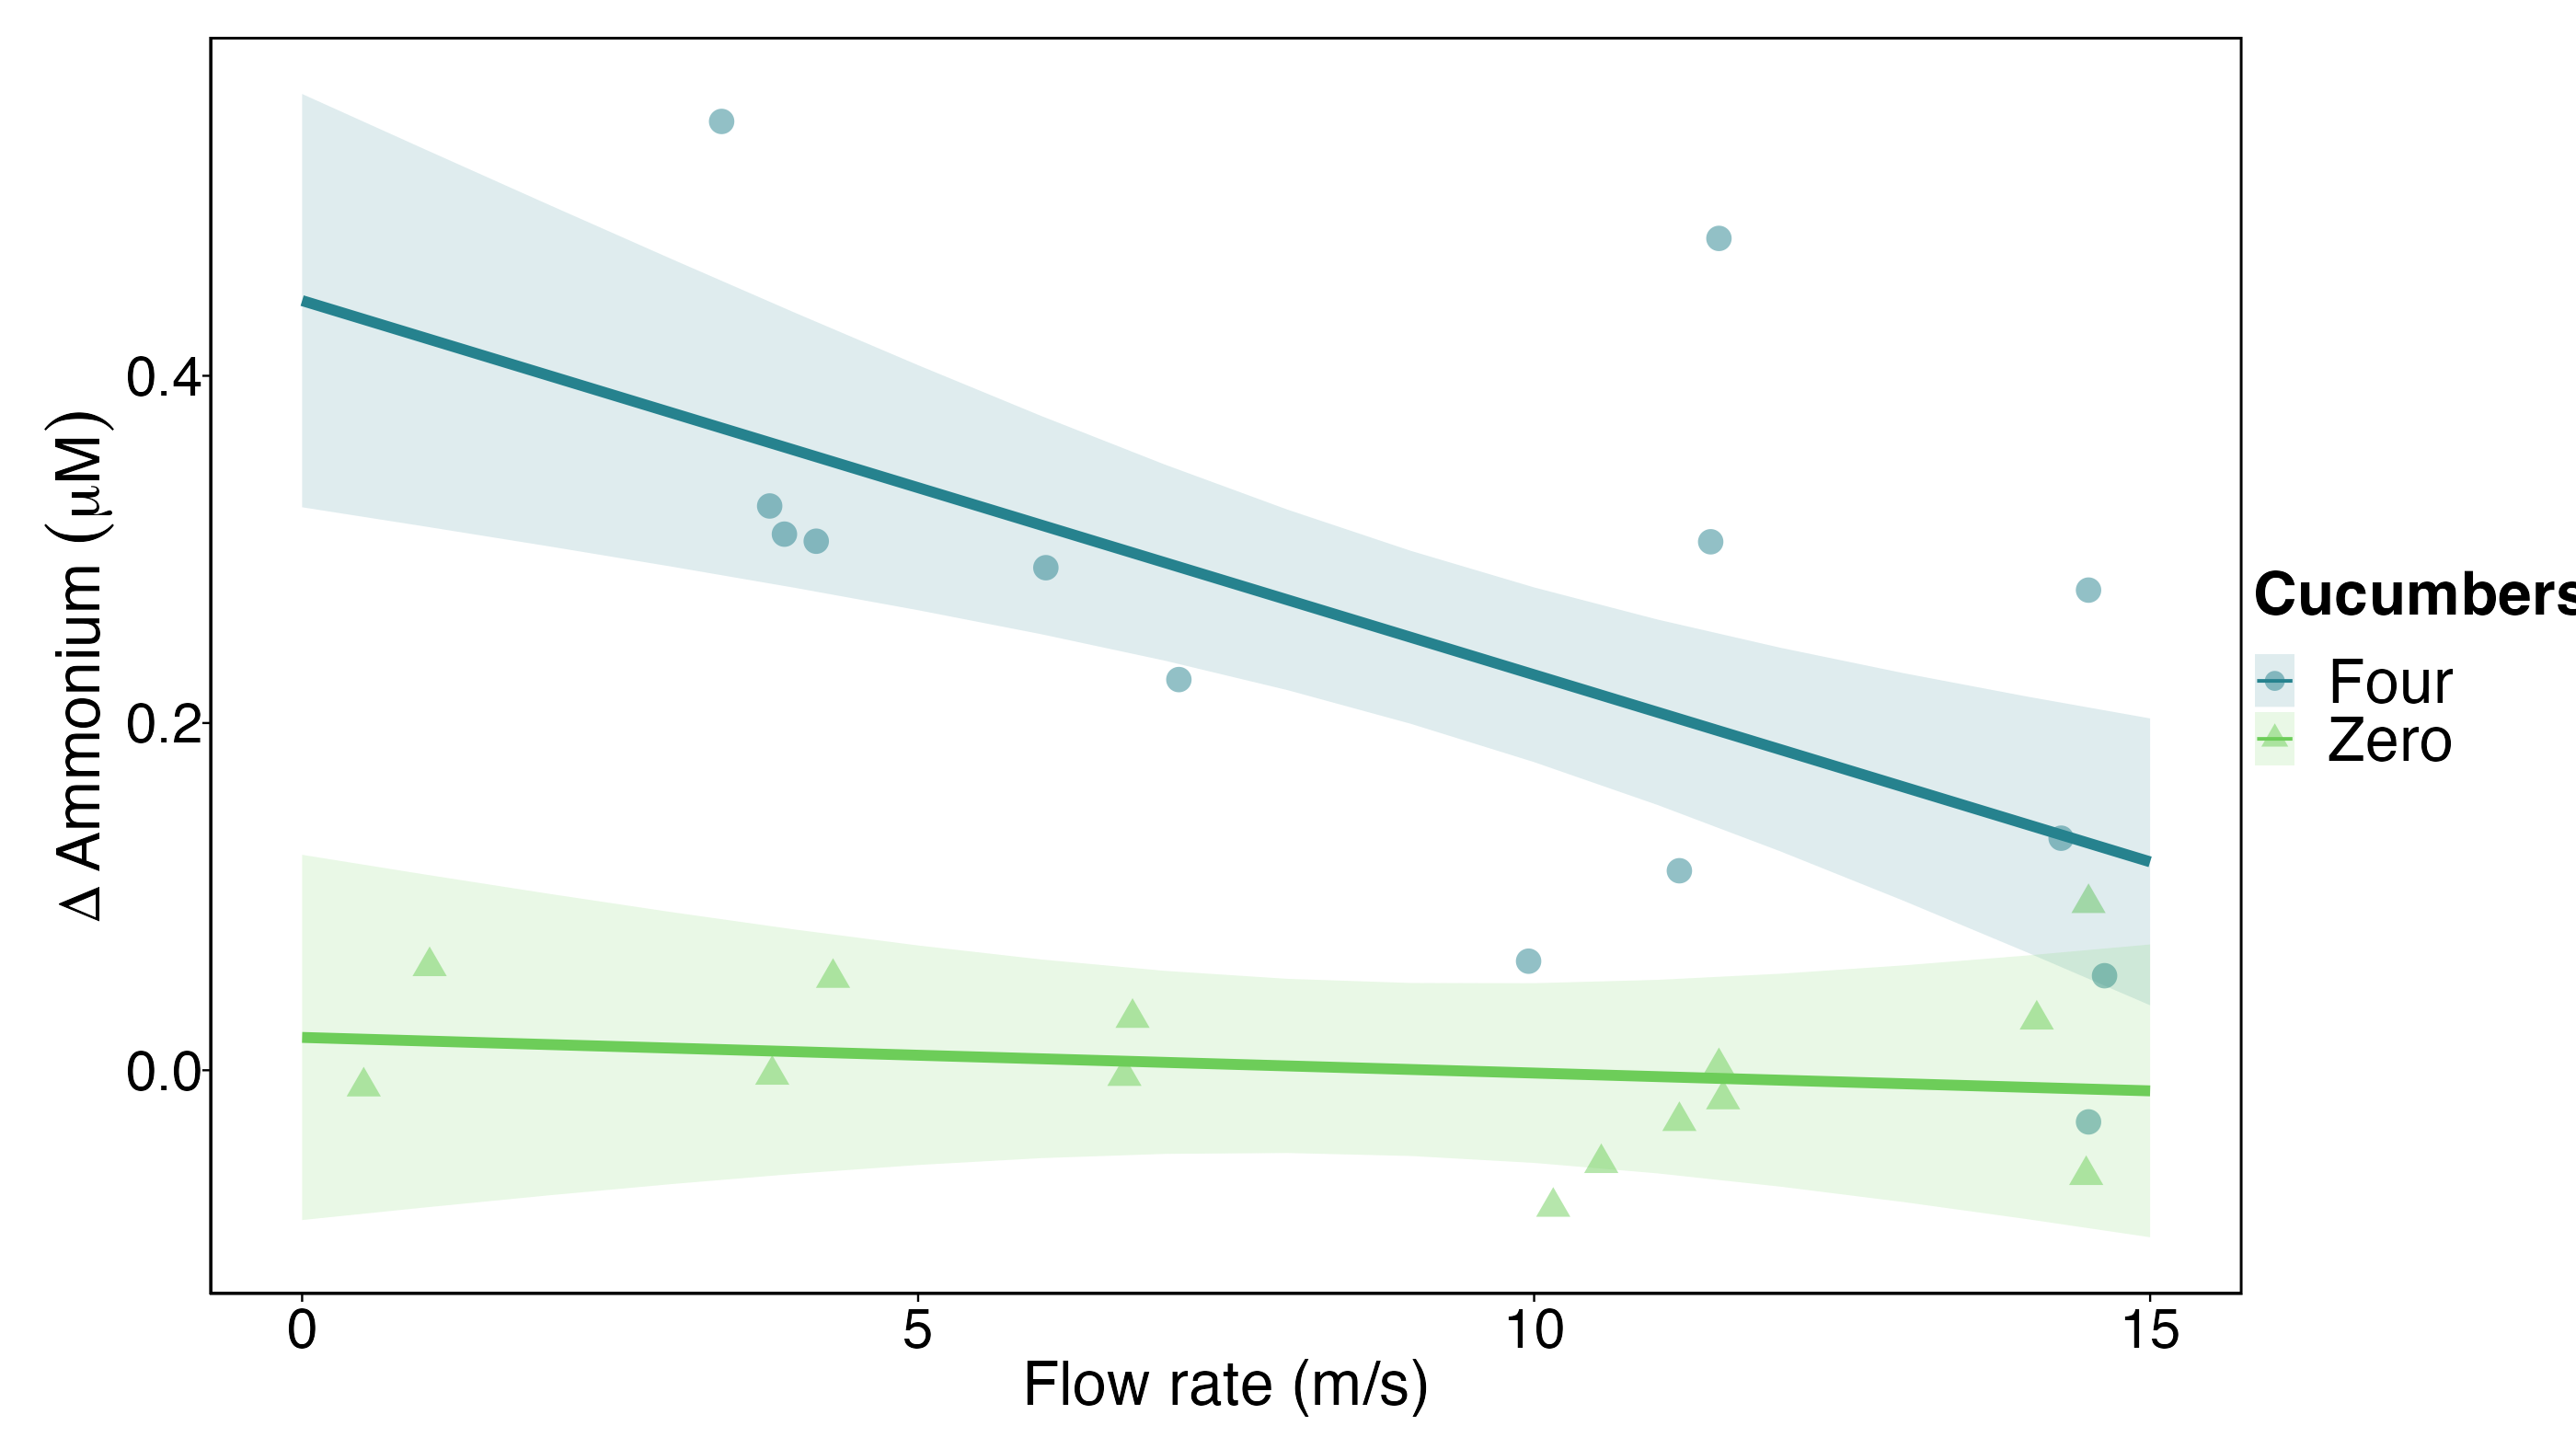 Δ Ammonium (μM)
0.4
0.2
0.0
0
5
10
15
Flow rate (m/s)
Cucumbers
Four
Zero